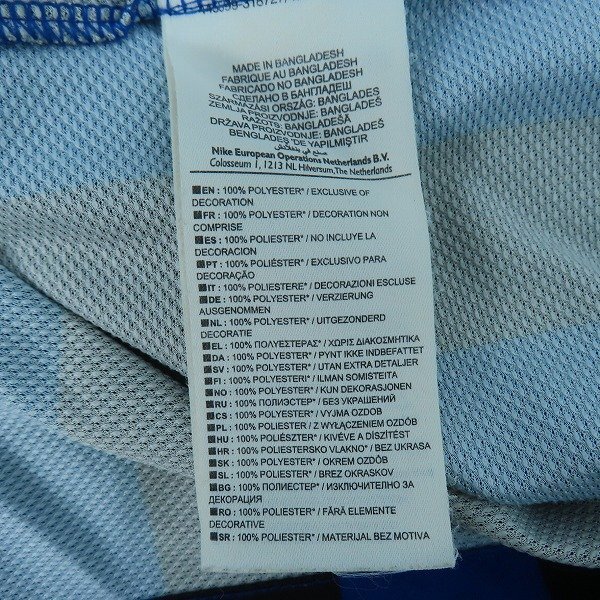 MADE IN BANGLADESH
FABRIQUE AU BANGLADESH
FABRICADO NO BANGLADESH
СДЕЛАНО В БАНГЛАДЕШ
SZÁRMAZÁSI ORSZÁG: BANGLADES
ZEMLJA PROIZVODNJE: BANGLADEŠ
RAŽOTS: BANGLADEŠĀ
DRŽAVA PROIZVODNJE: BANGLADEŠ
BENGLADEŞ'DE YAPILMIŞTIR
Nike European Operations Netherlands B.V.
Colosseum 1, 1213 NL Hilversum, The Netherlands
EN : 100% POLYESTER* / EXCLUSIVE OF
DECORATION
FR : 100% POLYESTER* / DECORATION NON
COMPRISE
ES : 100% POLIESTER* / NO INCLUYE LA
DECORACION
PT : 100% POLIÉSTER* / EXCLUSIVO PARA
DECORAÇÃO
IT : 100% POLIESTERE* / DECORAZIONI ESCLUSE
DE : 100% POLYESTER* / VERZIERUNG
AUSGENOMMEN
NL : 100% POLYESTER* / UITGEZONDERD
DECORATIE
EL : 100% ΠΟΛΥΕΣΤΕΡΑΣ* / ΧΩΡΙΣ ΔΙΑΚΟΣΜΗΤΙΚΑ
DA : 100% POLYESTER* / PYNT IKKE INDBEFATTET
SV : 100% POLYESTER* / UTAN EXTRA DETALJER
FI : 100% POLYESTERI* / ILMAN SOMISTEITA
NO : 100% POLYESTER* / KUN DEKORASJONEN
RU : 100% ПОЛИЭСТЕР* / БЕЗ УКРАШЕНИЙ
CS : 100% POLYESTER* / VYJMA OZDOB
PL : 100% POLIESTER / Z WYŁĄCZENIEM OZDÓB
HU : 100% POLIÉSZTER* / KIVÉVE A DÍSZÍTÉST
HR : 100% POLIESTERSKO VLAKNO* / BEZ UKRASA
SK : 100% POLYESTER* / OKREM OZDÔB
SL : 100% POLIESTER* / BREZ OKRASKOV
BG : 100% ПОЛИЕСТЕР* / ИЗКЛЮЧИТЕЛНО ЗА
ДЕКОРАЦИЯ
RO : 100% POLIESTER* / FĂRĂ ELEMENTE
DECORATIVE
SR : 100% POLIESTER* / MATERIJAL BEZ MOTIVA